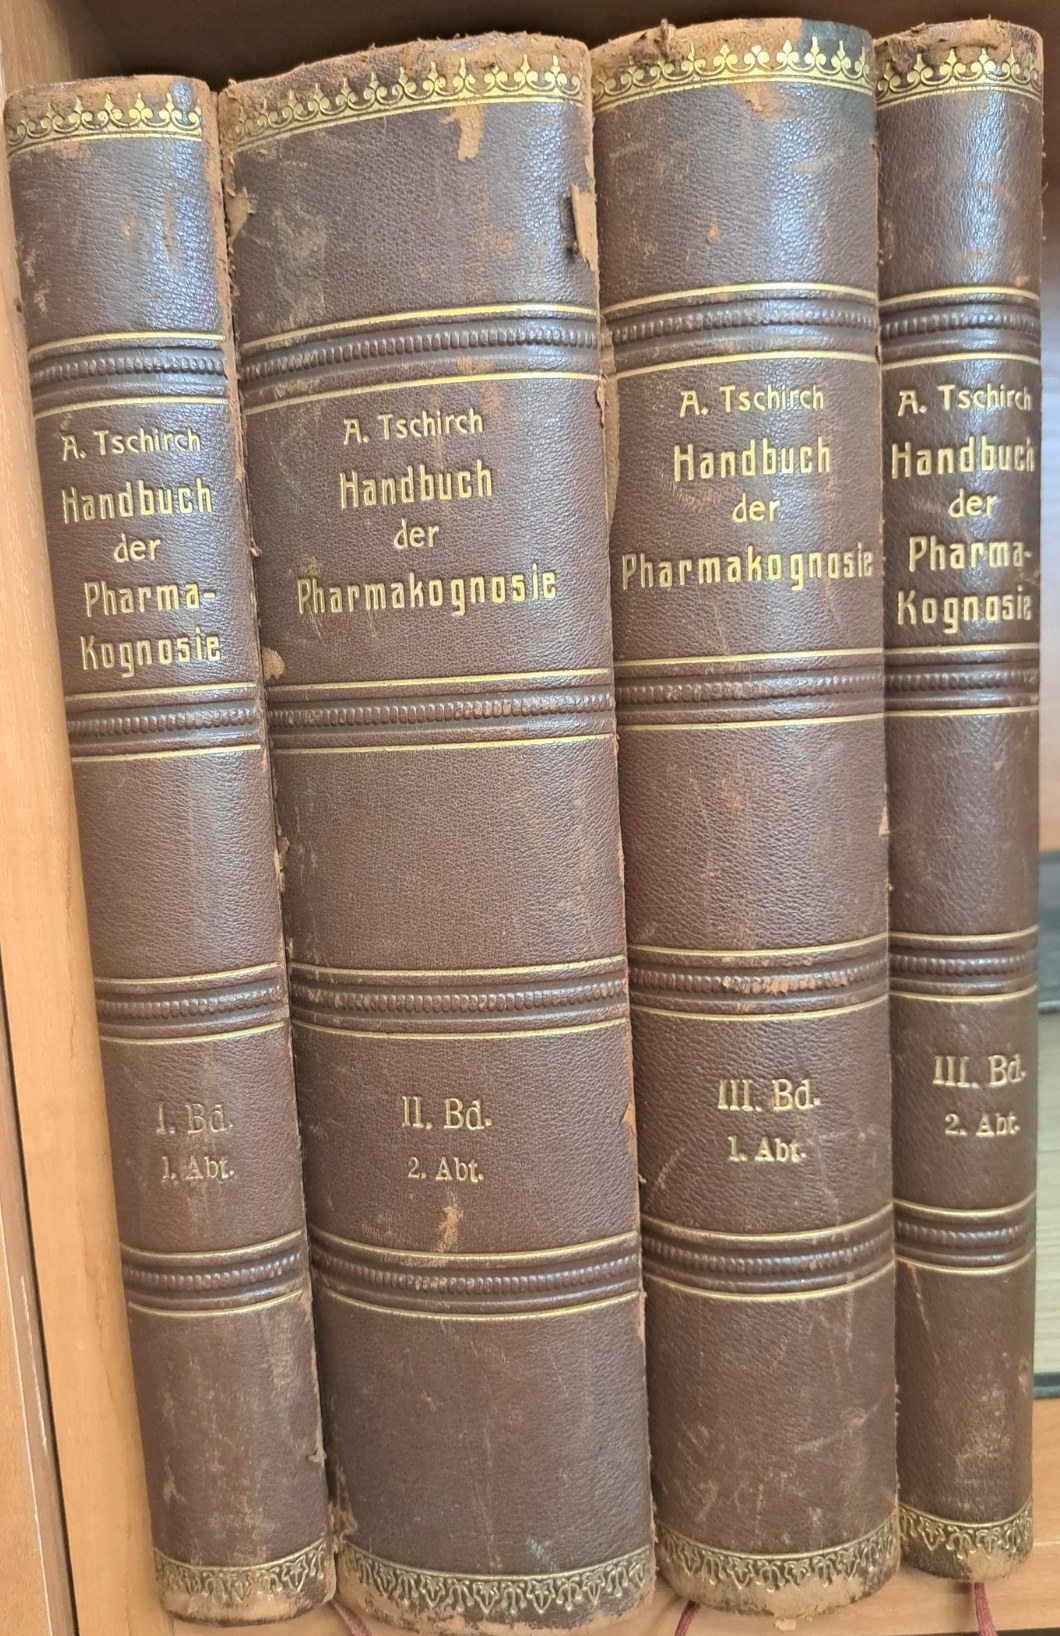 A. Tschirch
Handbuch
der
Pharma-
Kognosie
I. Bd.
1. Abt.
A. Tschirch
Handbuch
der
Pharmakognosie
II. Bd.
2. Abt.
A. Tschirch
Handbuch
der
Pharmakognosie
III. Bd.
1. Abt.
A. Tschirch
Handbuch
der
Pharma-
Kognosie
III. Bd.
2. Abt.